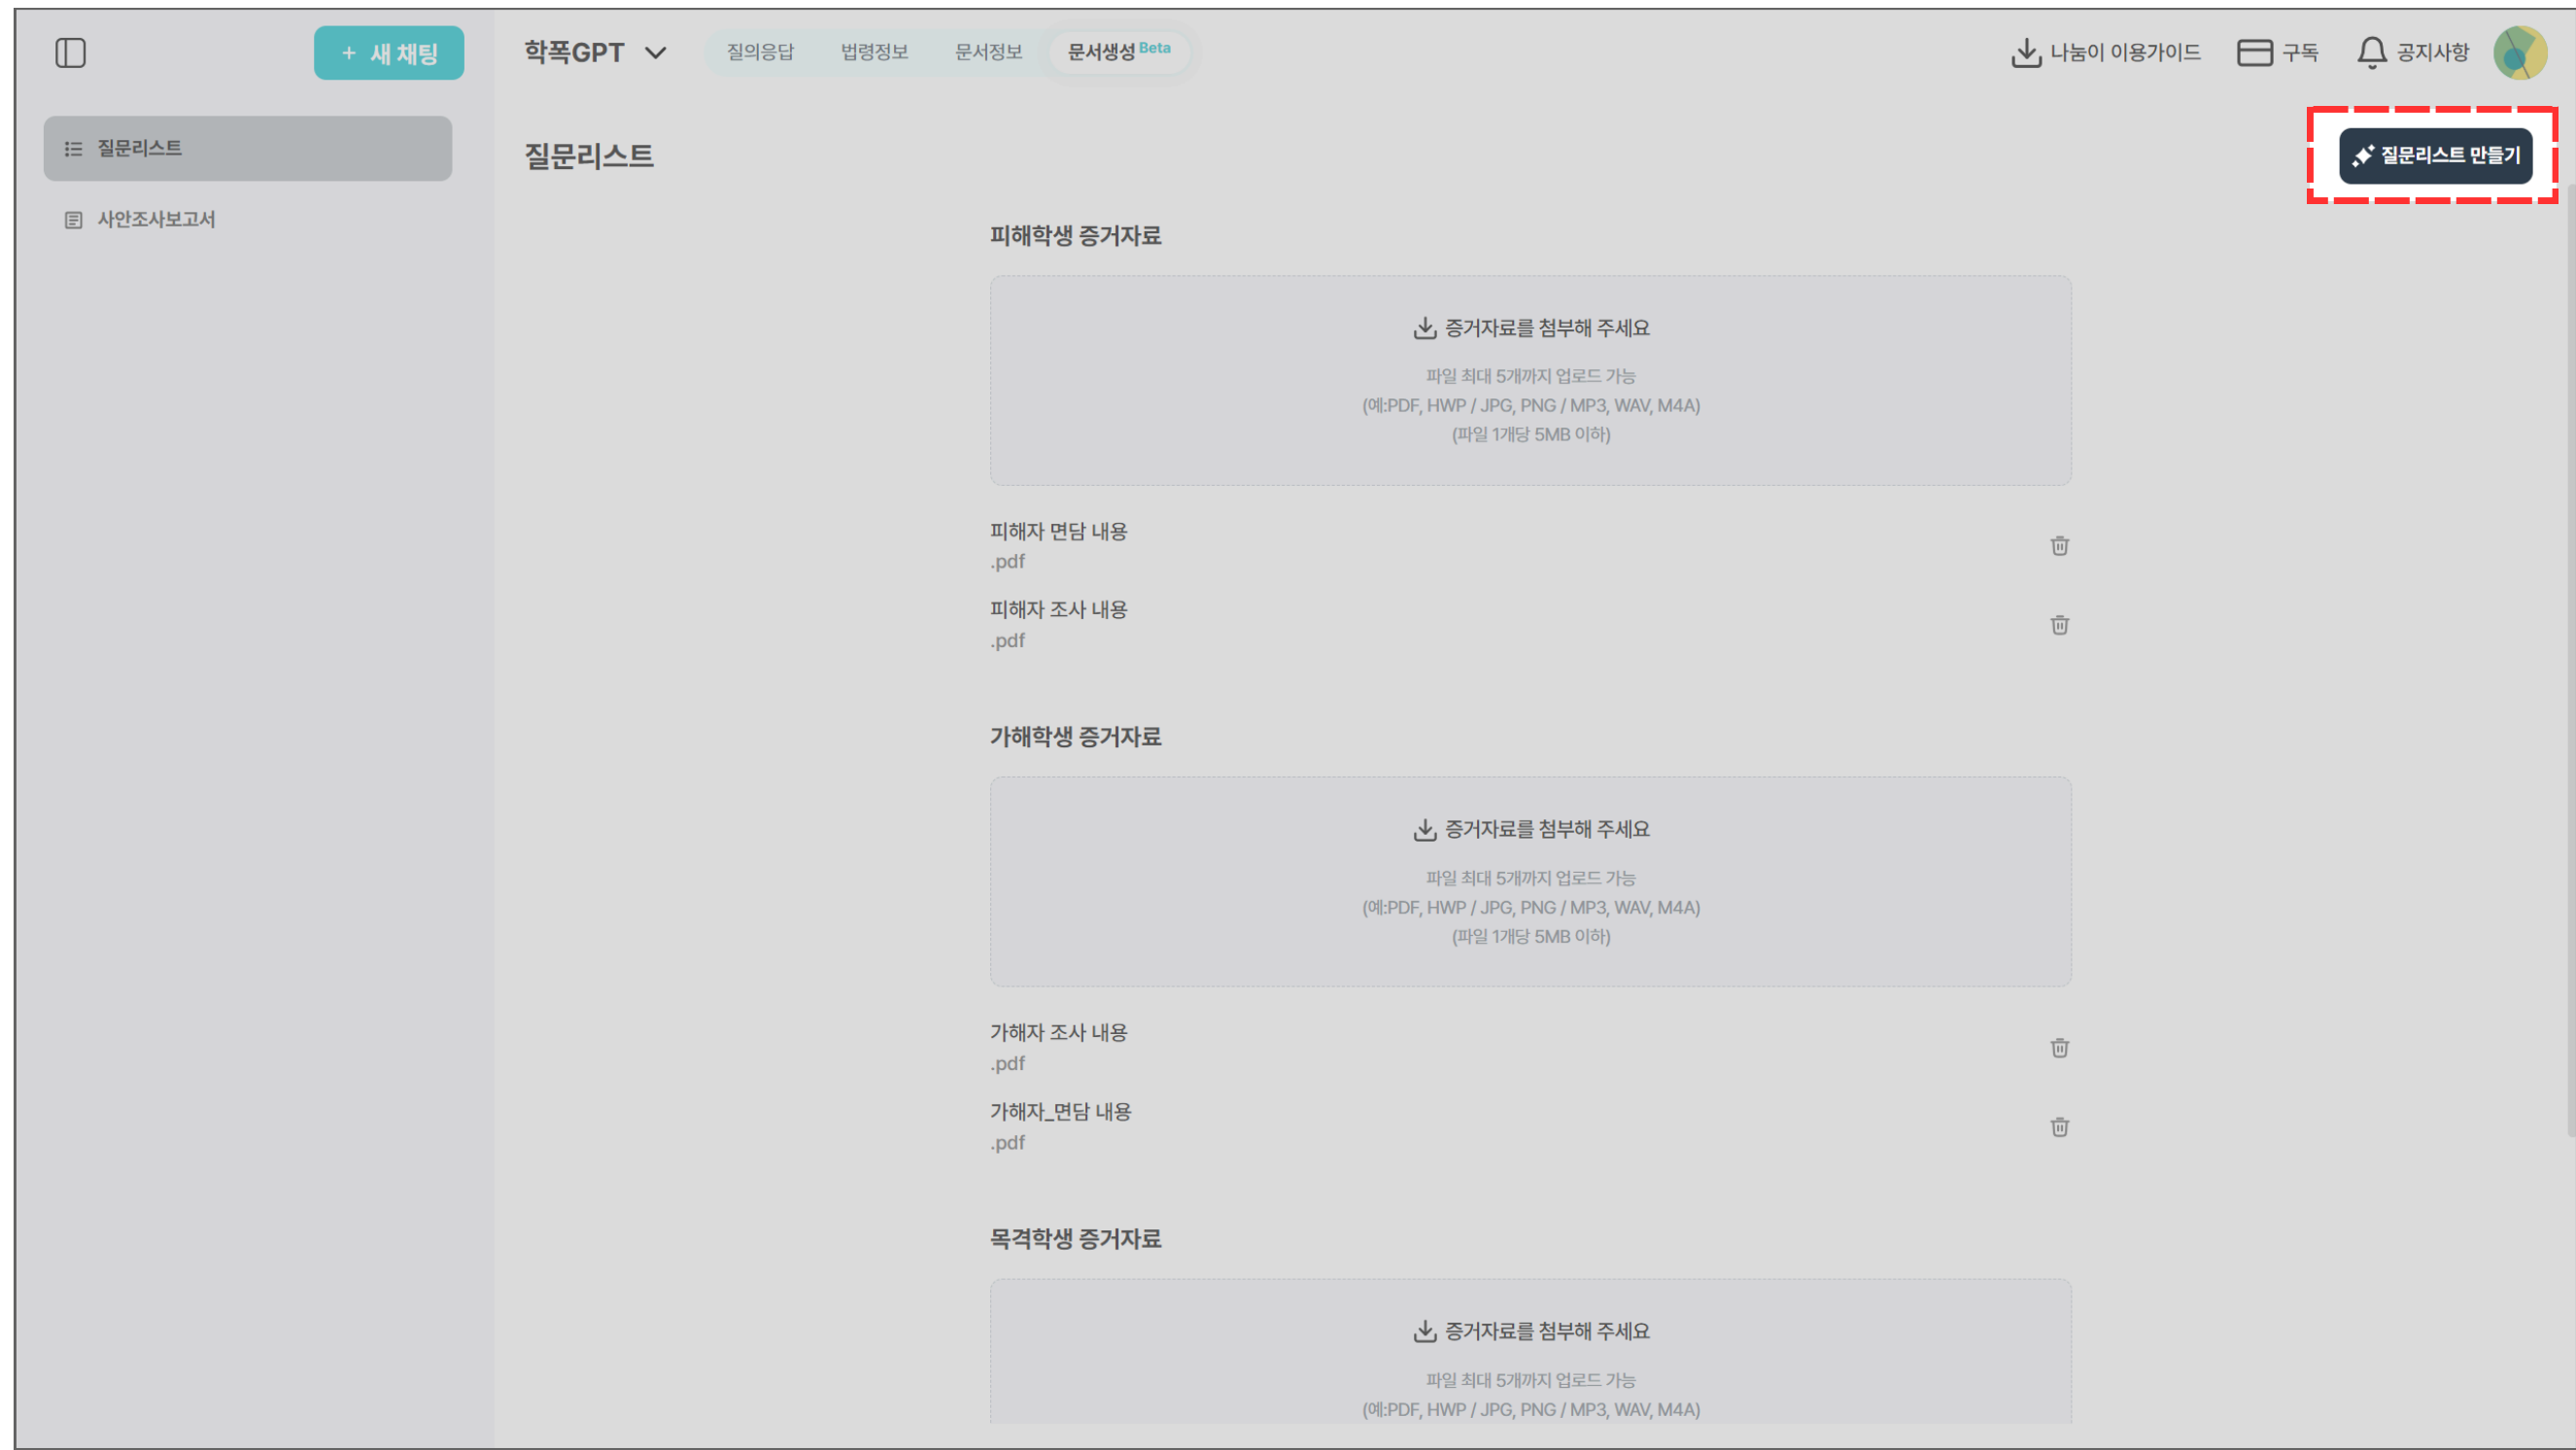 + 새 채팅
학폭GPT
질의응답
법령정보
문서정보
문서생성 Beta
나눔이 이용가이드
구독
공지사항
질문리스트
사안조사보고서
질문리스트
질문리스트 만들기
피해학생 증거자료
증거자료를 첨부해 주세요
파일 최대 5개까지 업로드 가능
(예:PDF, HWP / JPG, PNG / MP3, WAV, M4A)
(파일 1개당 5MB 이하)
피해자 면담 내용
.pdf
피해자 조사 내용
.pdf
가해학생 증거자료
증거자료를 첨부해 주세요
파일 최대 5개까지 업로드 가능
(예:PDF, HWP / JPG, PNG / MP3, WAV, M4A)
(파일 1개당 5MB 이하)
가해자 조사 내용
.pdf
가해자_면담 내용
.pdf
목격학생 증거자료
증거자료를 첨부해 주세요
파일 최대 5개까지 업로드 가능
(예:PDF, HWP / JPG, PNG / MP3, WAV, M4A)